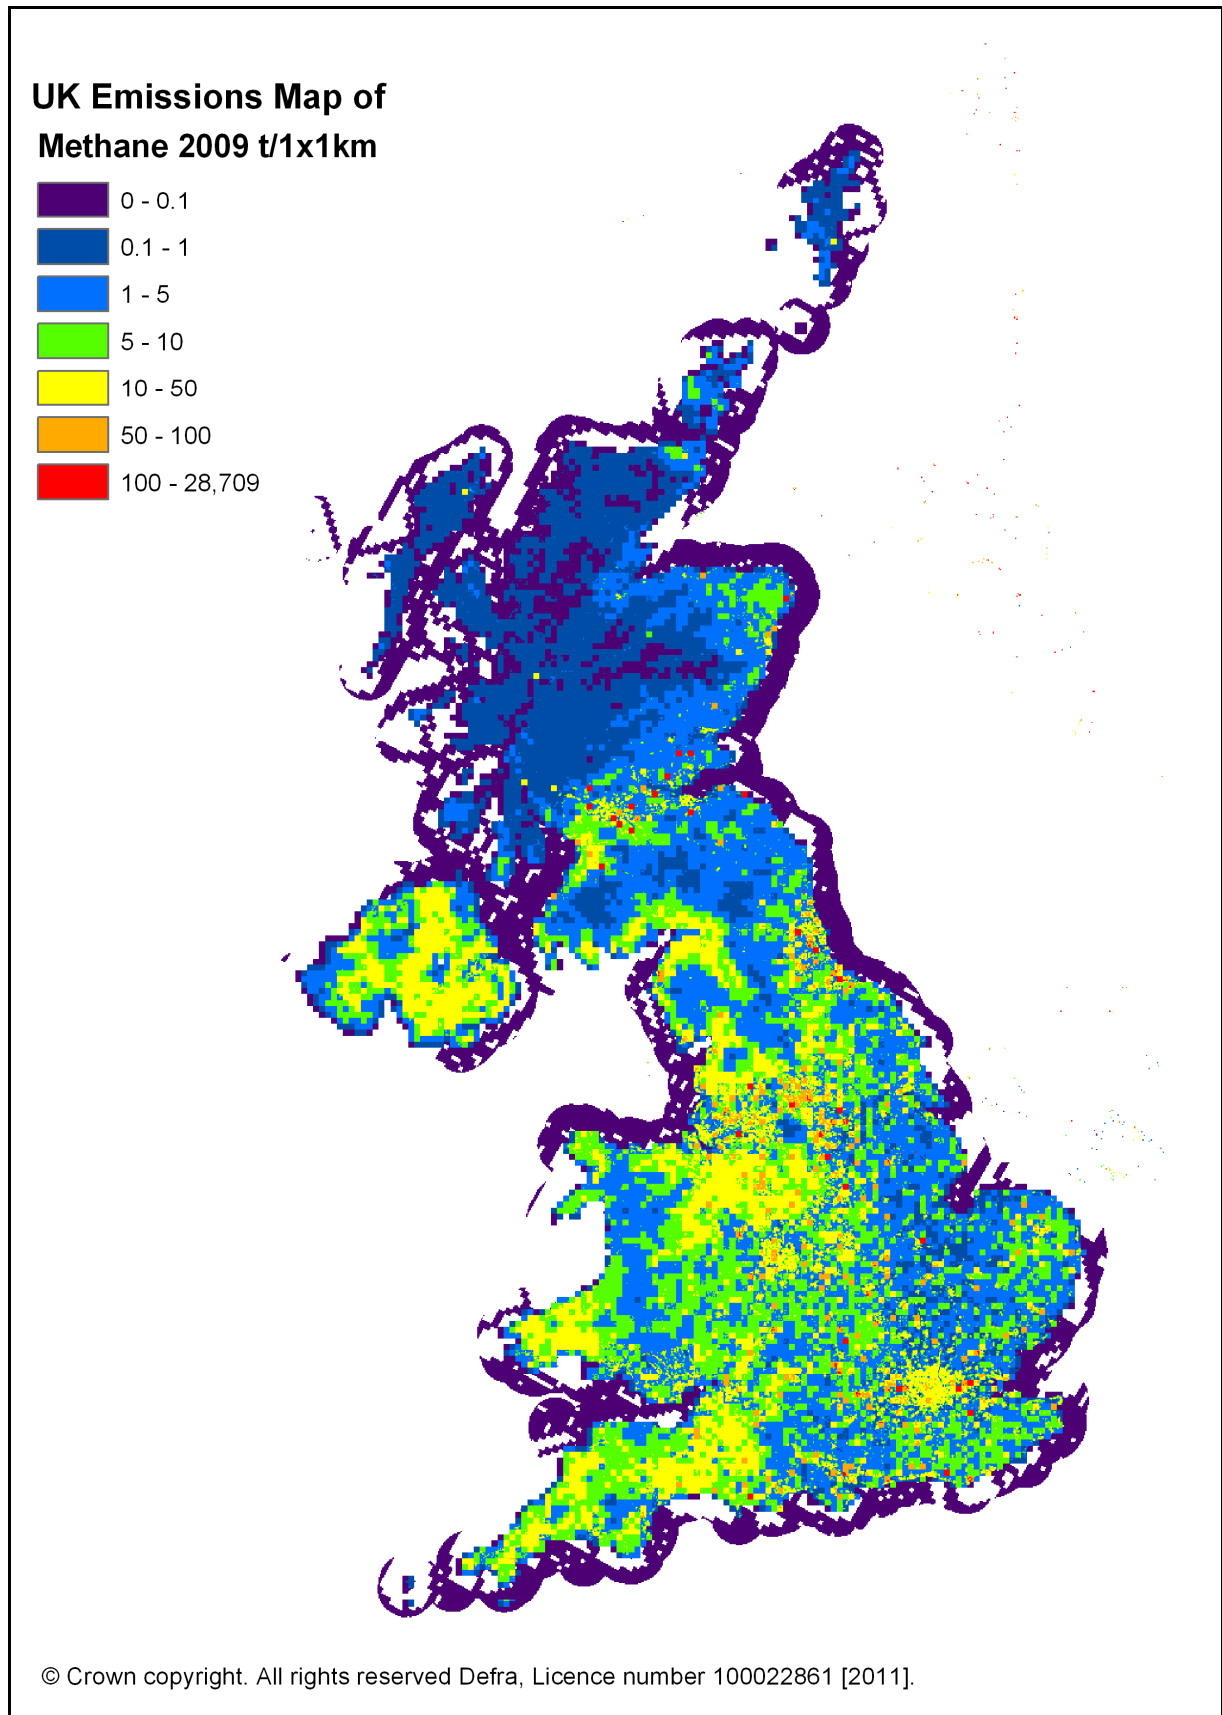 UK Emissions Map of
Methane 2009 t/1x1km
0 - 0.1
0.1 - 1
1 - 5
5 - 10
10 - 50
50 - 100
100 - 28,709
© Crown copyright. All rights reserved Defra, Licence number 100022861 [2011].